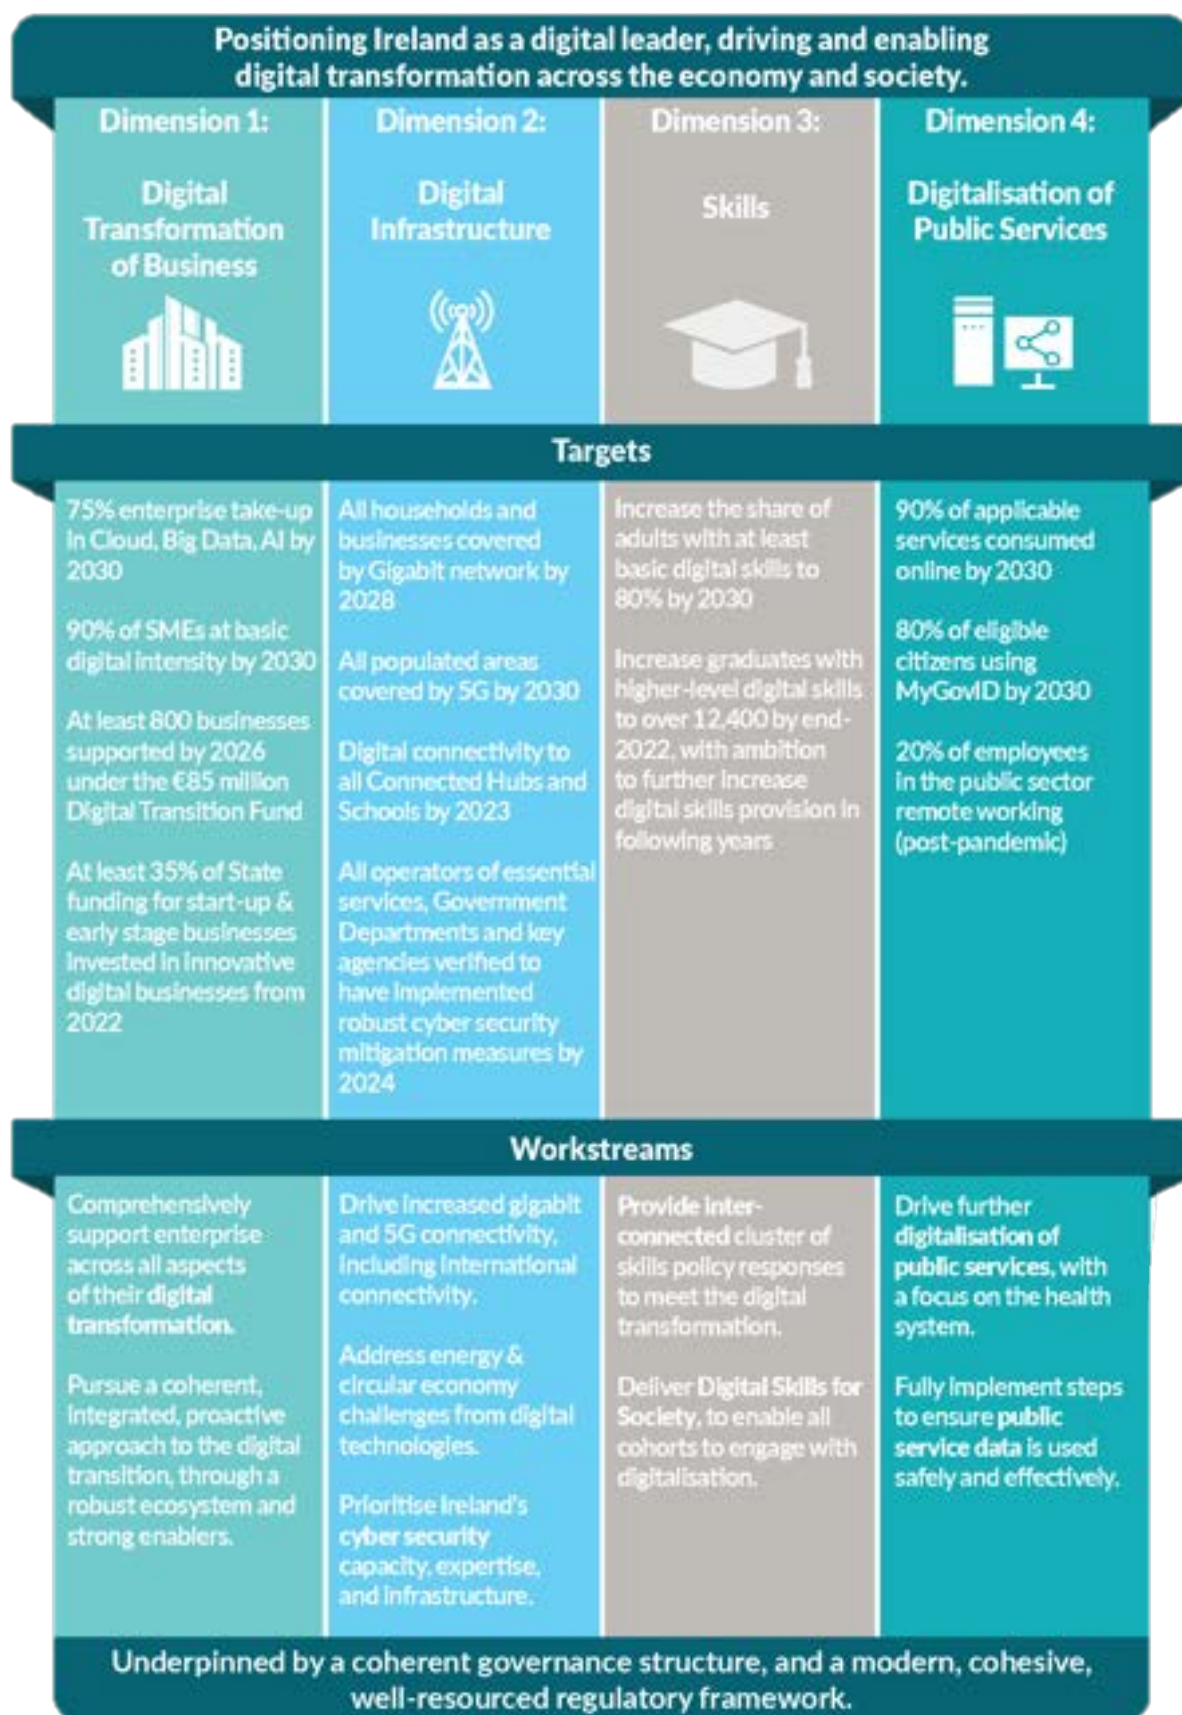 Positioning Ireland as a digital leader, driving and enabling
digital transformation across the economy and society.
Dimension 1:
Digital
Transformation
of Business
Dimension 2:
Digital
Infrastructure
Dimension 3:
Skills
Dimension 4:
Digitalisation of
Public Services
Targets
75% enterprise take-up
in Cloud, Big Data, AI by
2030
90% of SMEs at basic
digital intensity by 2030
At least 800 businesses
supported by 2026
under the €85 million
Digital Transition Fund
At least 35% of State
funding for start-up &
early stage businesses
invested in innovative
digital businesses from
2022
All households and
businesses covered
by Gigabit network by
2028
All populated areas
covered by 5G by 2030
Digital connectivity to
all Connected Hubs and
Schools by 2023
All operators of essential
services, Government
Departments and key
agencies verified to
have implemented
robust cyber security
mitigation measures by
2024
Increase the share of
adults with at least
basic digital skills to
80% by 2030
Increase graduates with
higher-level digital skills
to over 12,400 by end-
2022, with ambition
to further increase
digital skills provision in
following years
90% of applicable
services consumed
online by 2030
80% of eligible
citizens using
MyGovID by 2030
20% of employees
in the public sector
remote working
(post-pandemic)
Workstreams
Comprehensively
support enterprise
across all aspects
of their digital
transformation.
Pursue a coherent,
integrated, proactive
approach to the digital
transition, through a
robust ecosystem and
strong enablers.
Drive increased gigabit
and 5G connectivity,
including international
connectivity.
Address energy &
circular economy
challenges from digital
technologies.
Prioritise Ireland's
cyber security
capacity, expertise,
and infrastructure.
Provide inter-
connected cluster of
skills policy responses
to meet the digital
transformation.
Deliver Digital Skills for
Society, to enable all
cohorts to engage with
digitalisation.
Drive further
digitalisation of
public services, with
a focus on the health
system.
Fully implement steps
to ensure public
service data is used
safely and effectively.
Underpinned by a coherent governance structure, and a modern, cohesive,
well-resourced regulatory framework.